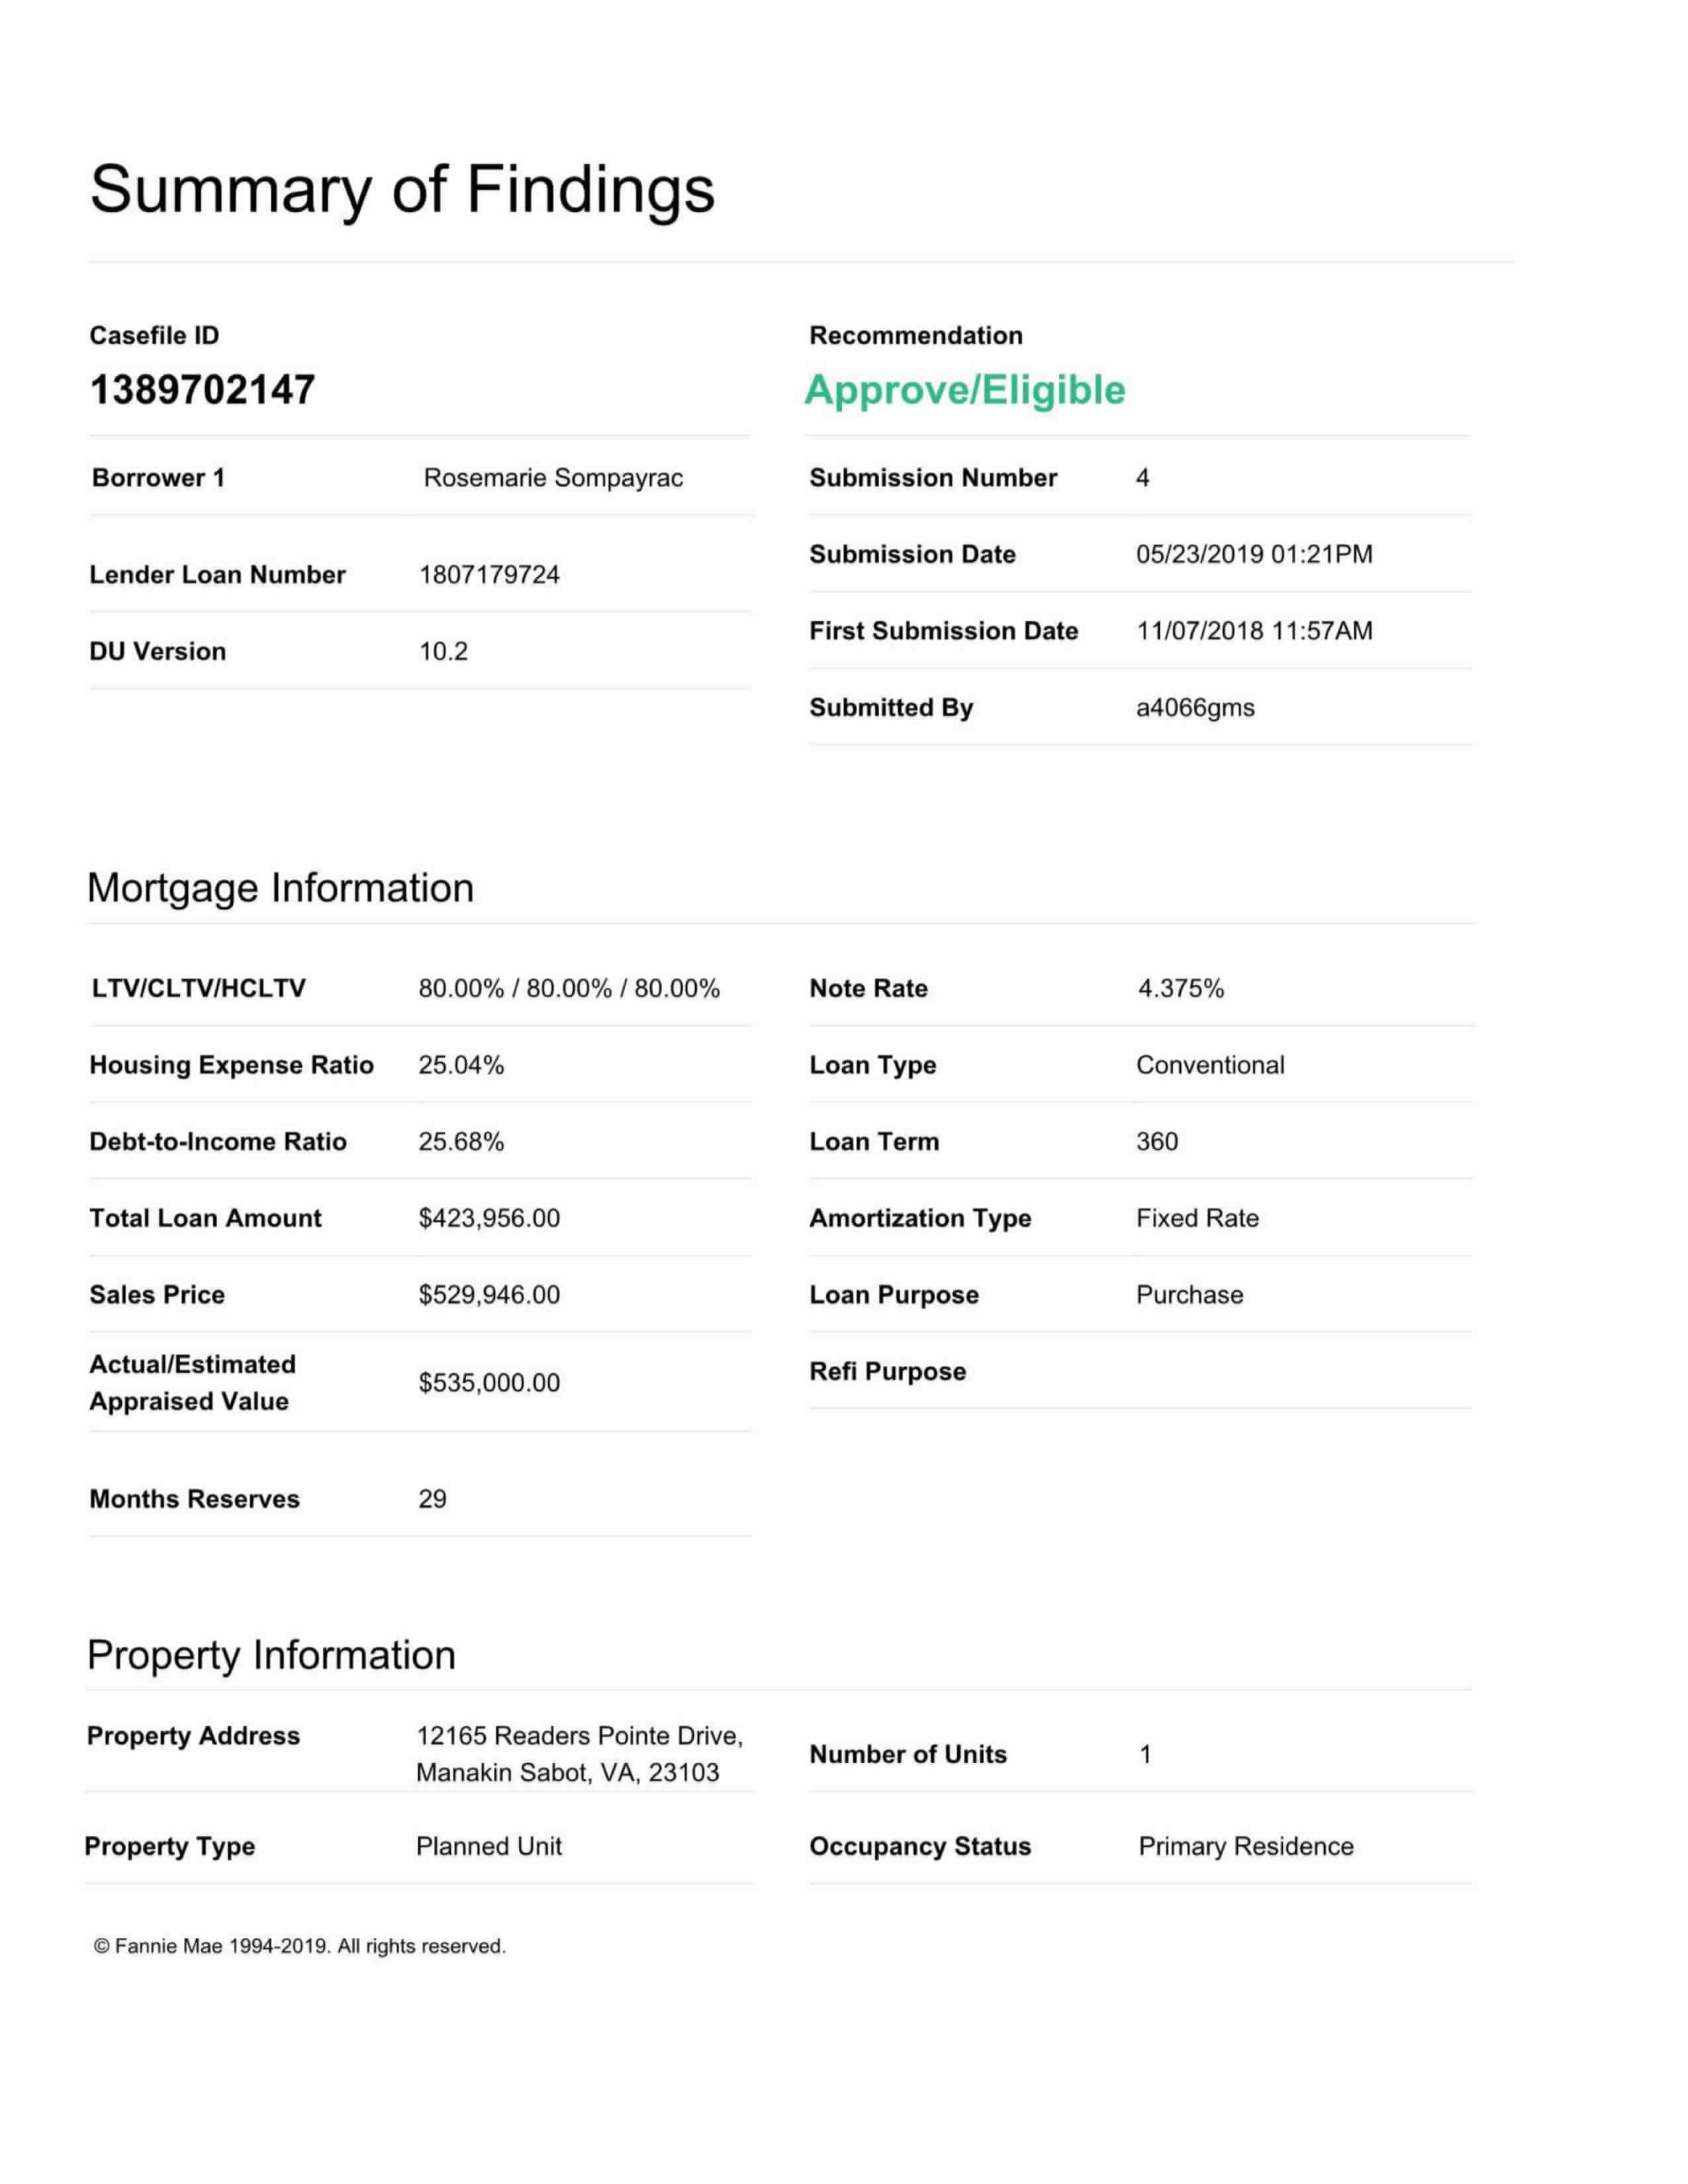 Summary of Findings
Casefile ID
1389702147
Recommendation
Approve/Eligible
Borrower 1 Rosemarie Sompayrac
Lender Loan Number 1807179724
DU Version 10.2
Submission Number 4
Submission Date 05/23/2019 01:21PM
First Submission Date 11/07/2018 11:57AM
Submitted By a4066gms
Mortgage Information
LTV/CLTV/HCLTV 80.00% / 80.00% / 80.00%
Housing Expense Ratio 25.04%
Debt-to-Income Ratio 25.68%
Total Loan Amount $423,956.00
Sales Price $529,946.00
Actual/Estimated
Appraised Value $535,000.00
Months Reserves 29
Note Rate 4.375%
Loan Type Conventional
Loan Term 360
Amortization Type Fixed Rate
Loan Purpose Purchase
Refi Purpose
Property Information
Property Address 12165 Readers Pointe Drive,
Manakin Sabot, VA, 23103
Property Type Planned Unit
Number of Units 1
Occupancy Status Primary Residence
© Fannie Mae 1994-2019. All rights reserved.